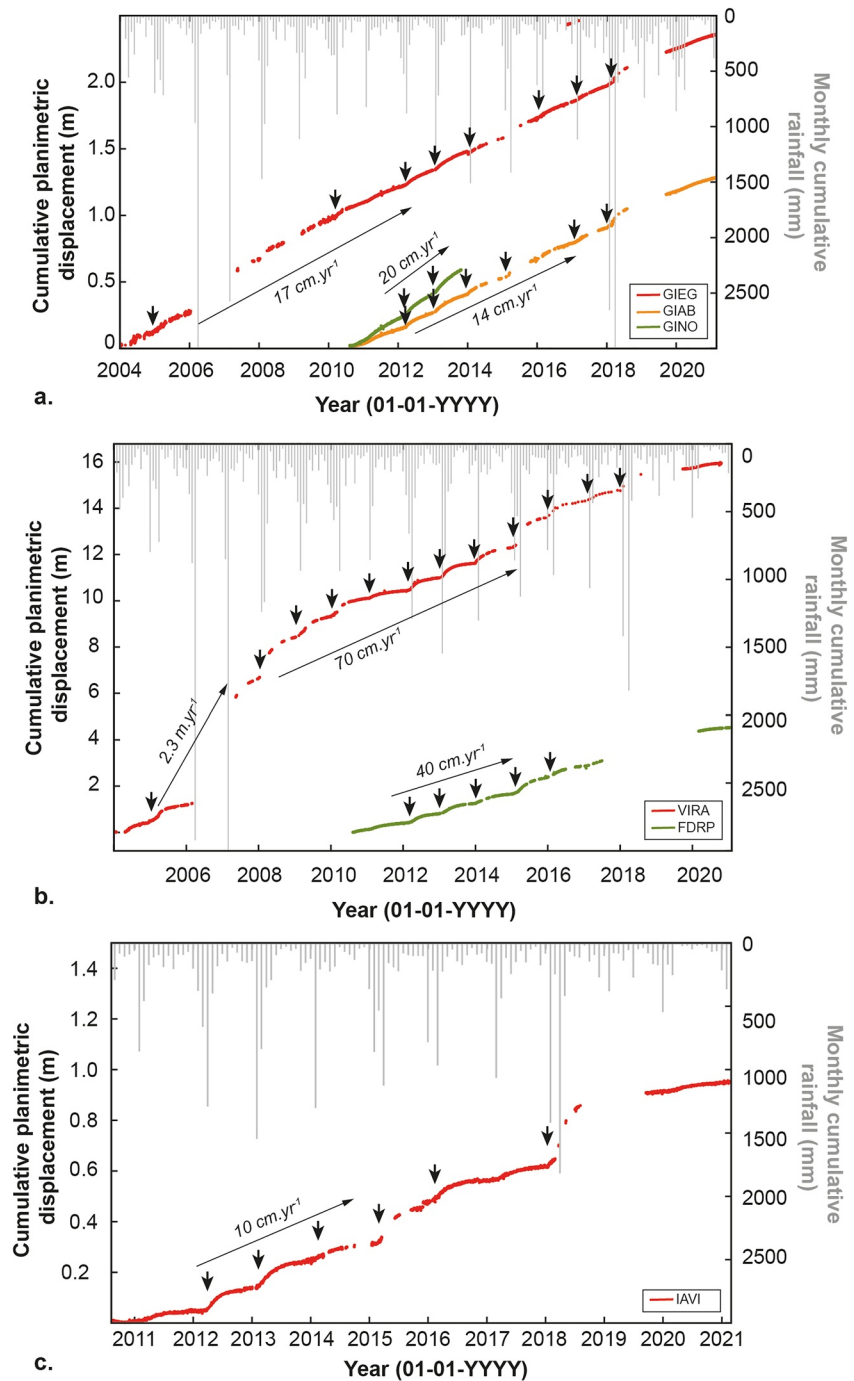 0
2.0
500
1.5
1000
1.0
1500
0.5
2000
0
2500
Cumulative planimetric
displacement (m)
Monthly cumulative
rainfall (mm)
17 cm.yr-1
20 cm.yr-1
14 cm.yr-1
GIEG
GIAB
GINO
2004 2006 2008 2010 2012 2014 2016 2018 2020
a.
Year (01-01-YYYY)
16
0
14
500
12
10
1000
8
1500
6
4
2000
2
2500
Cumulative planimetric
displacement (m)
Monthly cumulative
rainfall (mm)
2.3 m.yr-1
70 cm.yr-1
40 cm.yr-1
VIRA
FDRP
2006 2008 2010 2012 2014 2016 2018 2020
b.
Year (01-01-YYYY)
0
1.4
500
1.2
1.0
1000
0.8
1500
0.6
2000
0.4
2500
0.2
Cumulative planimetric
displacement (m)
Monthly cumulative
rainfall (mm)
10 cm.yr-1
IAVI
2011 2012 2013 2014 2015 2016 2017 2018 2019 2020 2021
c.
Year (01-01-YYYY)